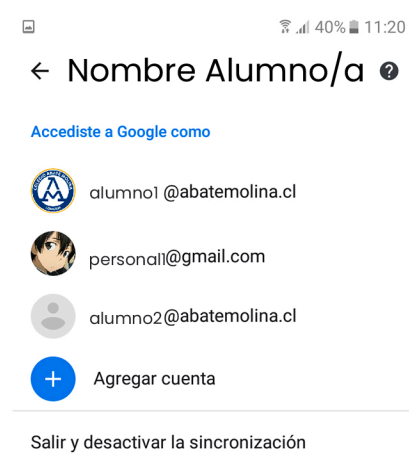 40% 11:20
Nombre Alumno/a
Accediste a Google como
alumno1 @abatemolina.cl
personal1@gmail.com
alumno2@abatemolina.cl
Agregar cuenta
Salir y desactivar la sincronización